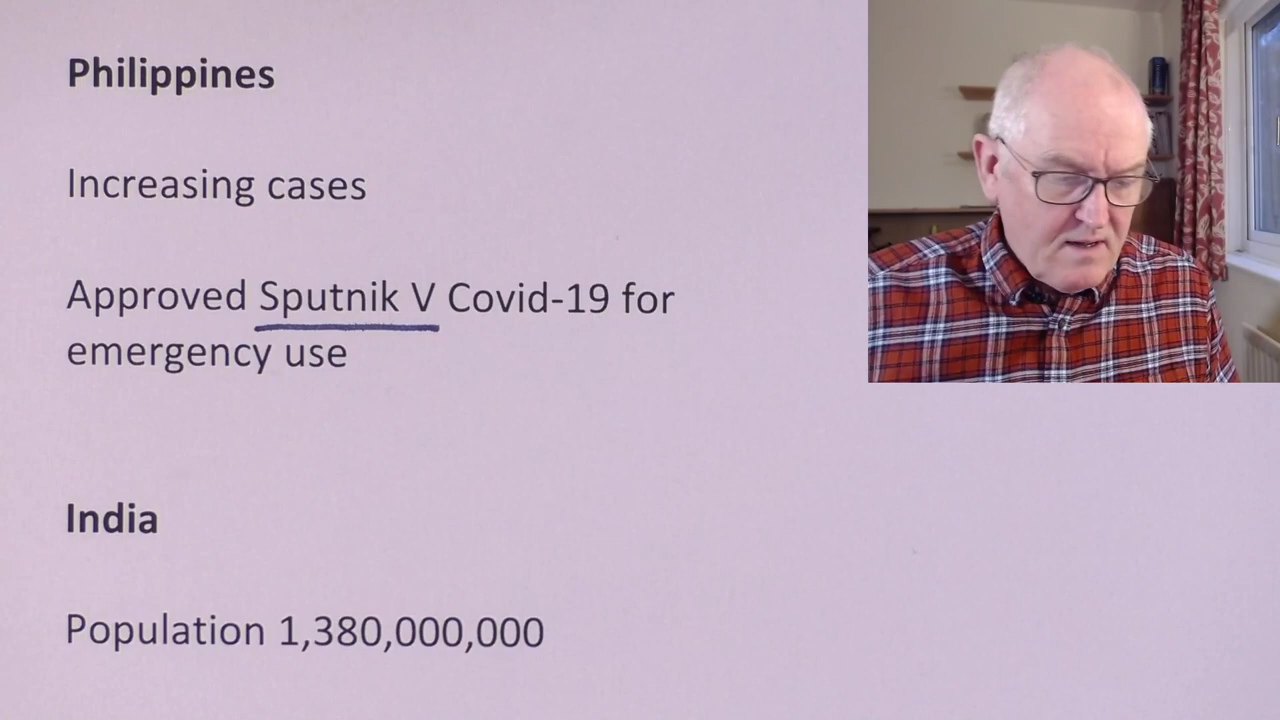 Philippines
Increasing cases
Approved Sputnik V Covid-19 for
emergency use
India
Population 1,380,000,000